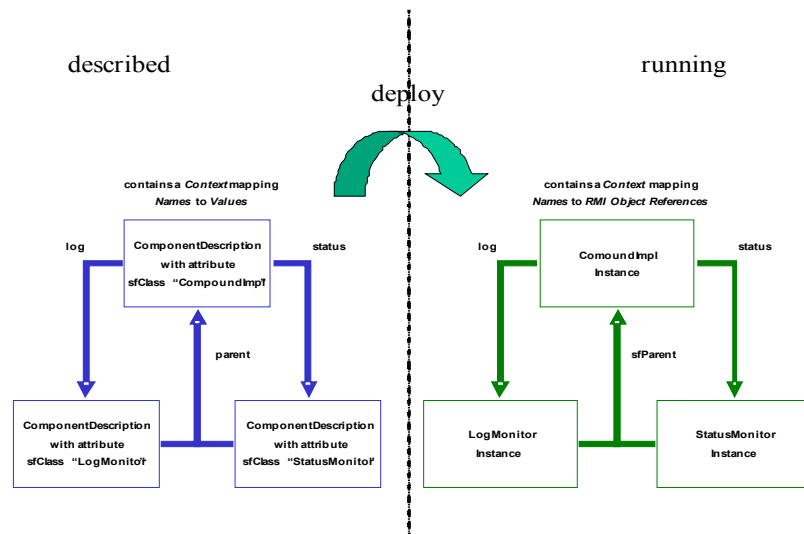 described
running
deploy
contains a Context mapping
Names to Values
log
status
ComponentDescription
with attribute
sfClass “CompoundImpl”
parent
ComponentDescription
with attribute
sfClass “LogMonitor”
ComponentDescription
with attribute
sfClass “StatusMonitor”
contains a Context mapping
Names to RMI Object References
log
status
ComoundImpl
Instance
sfParent
LogMonitor
Instance
StatusMonitor
Instance